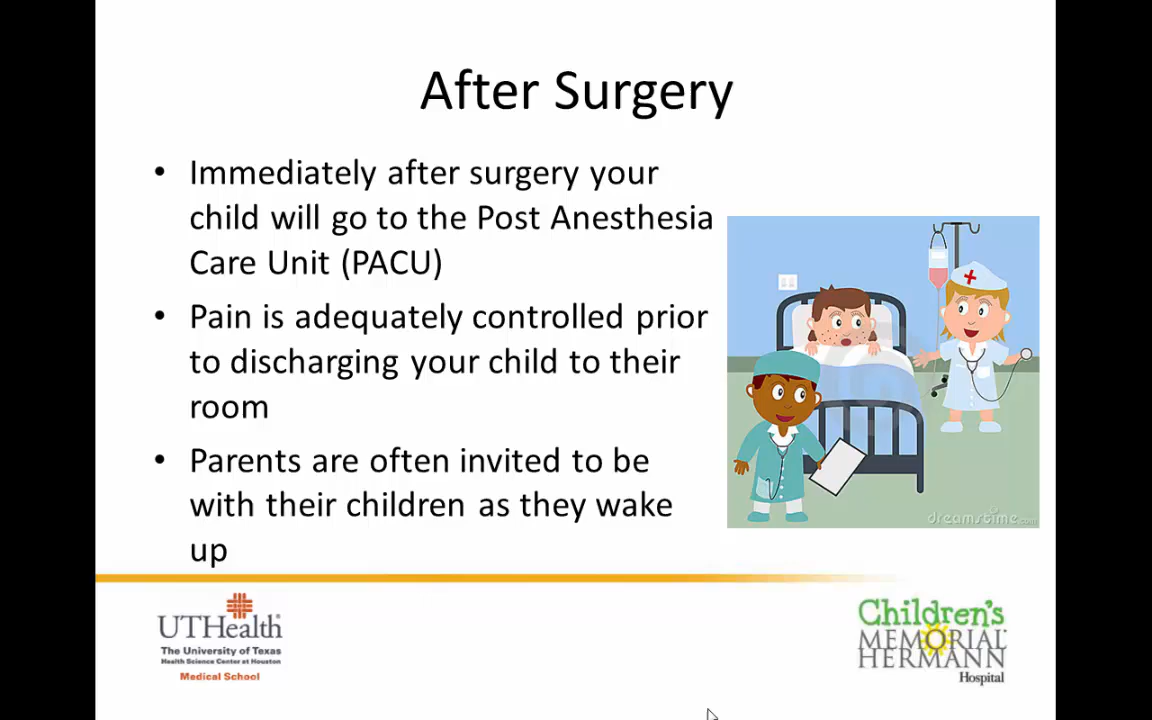 After Surgery
• Immediately after surgery your
child will go to the Post Anesthesia
Care Unit (PACU)
• Pain is adequately controlled prior
to discharging your child to their
room
• Parents are often invited to be
with their children as they wake
up
dreamstime.com
UTHealth
The University of Texas
Health Science Center at Houston
Medical School
Children's
MEMORIAL
HERMANN
Hospital